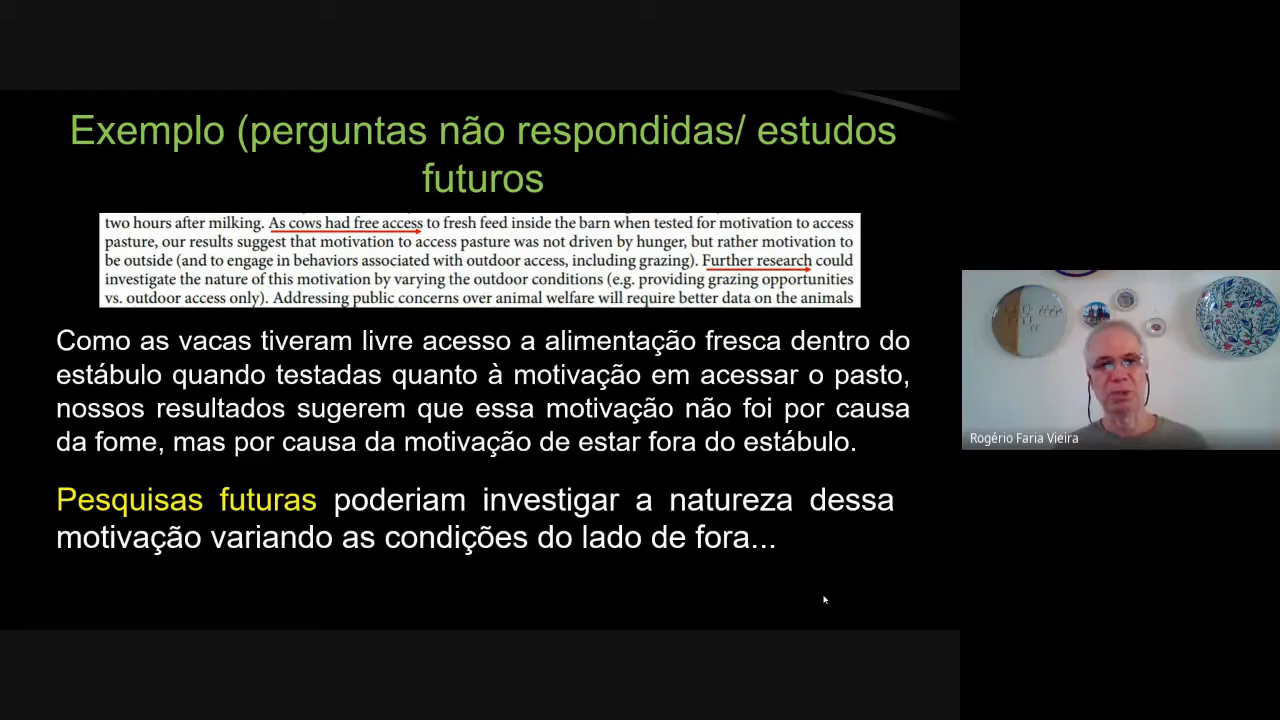 Exemplo (perguntas não respondidas/ estudos
futuros
two hours after milking. As cows had free access to fresh feed inside the barn when tested for motivation to access
pasture, our results suggest that motivation to access pasture was not driven by hunger, but rather motivation to
be outside (and to engage in behaviors associated with outdoor access, including grazing). Further research could
investigate the nature of this motivation by varying the outdoor conditions (e.g. providing grazing opportunities
vs. outdoor access only). Addressing public concerns over animal welfare will require better data on the animals
Como as vacas tiveram livre acesso a alimentação fresca dentro do
estábulo quando testadas quanto à motivação em acessar o pasto,
nossos resultados sugerem que essa motivação não foi por causa
da fome, mas por causa da motivação de estar fora do estábulo.
Pesquisas futuras poderiam investigar a natureza dessa
motivação variando as condições do lado de fora...
Rogério Faria Vieira